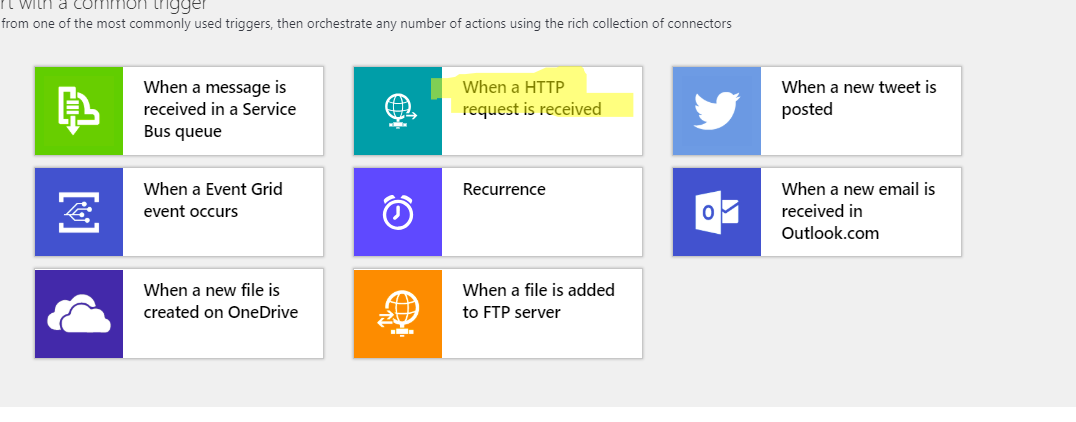 rt with a common trigger
from one of the most commonly used triggers, then orchestrate any number of actions using the rich collection of connectors
When a message is
received in a Service
Bus queue
When a HTTP
request is received
When a new tweet is
posted
When a Event Grid
event occurs
Recurrence
When a new email is
received in
Outlook.com
When a new file is
created on OneDrive
When a file is added
to FTP server